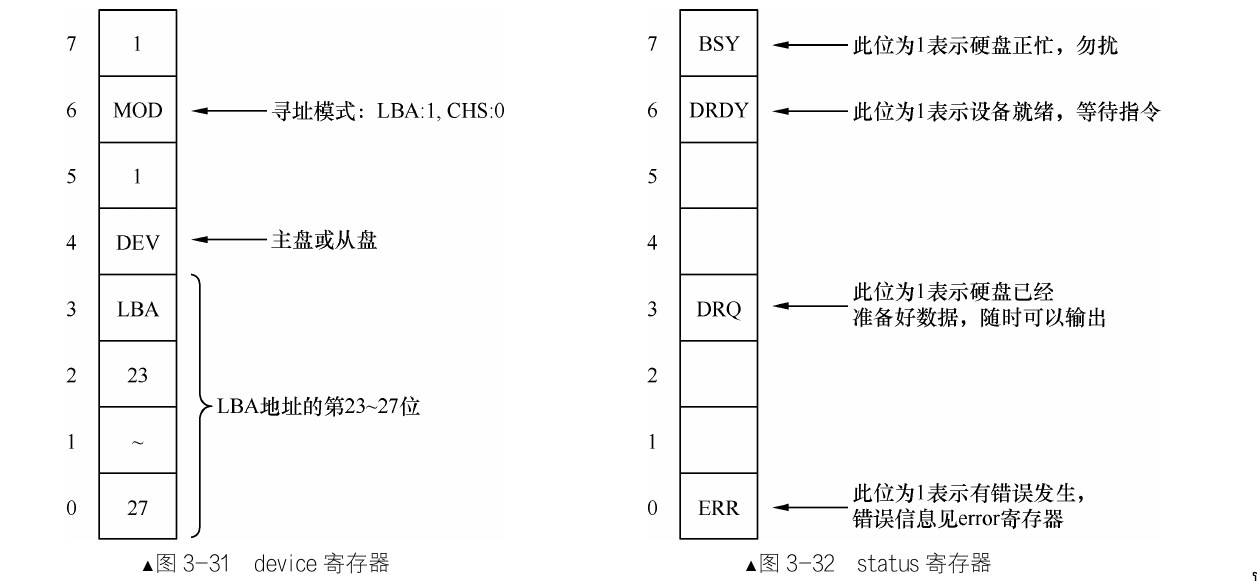 7 1
6 MOD 寻址模式：LBA:1, CHS:0
5 1
4 DEV 主盘或从盘
3 LBA
2 23
LBA地址的第23~27位
1 ~
0 27
▲图 3-31 device 寄存器
7 BSY 此位为1表示硬盘正忙，勿扰
6 DRDY 此位为1表示设备就绪，等待指令
5
4
3 DRQ 此位为1表示硬盘已经
准备好数据，随时可以输出
2
1
0 ERR 此位为1表示有错误发生，
错误信息见error寄存器
▲图 3-32 status 寄存器